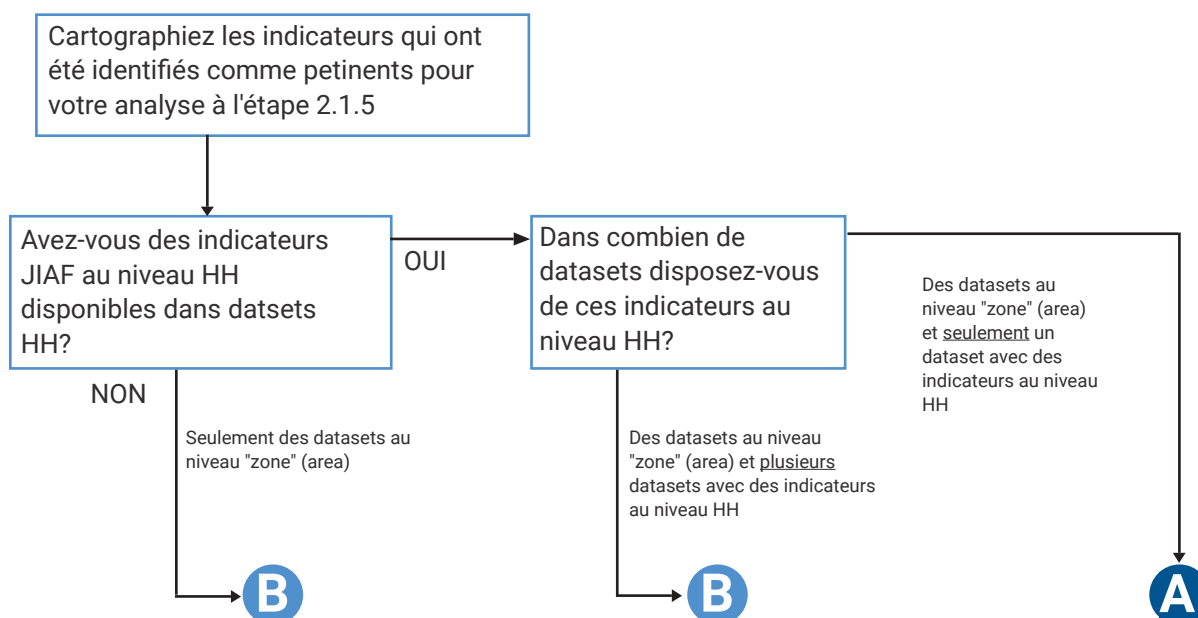 Cartographiez les indicateurs qui ont
été identifiés comme petinents pour
votre analyse à l'étape 2.1.5
Avez-vous des indicateurs
JIAF au niveau HH
disponibles dans datsets
HH?
OUI
Dans combien de
datasets disposez-vous
de ces indicateurs au
niveau HH?
Des datasets au
niveau "zone" (area)
et seulement un
dataset avec des
indicateurs au niveau
HH
NON
Seulement des datasets au
niveau "zone" (area)
Des datasets au niveau
"zone" (area) et plusieurs
datasets avec des indicateurs
au niveau HH
B
B
A